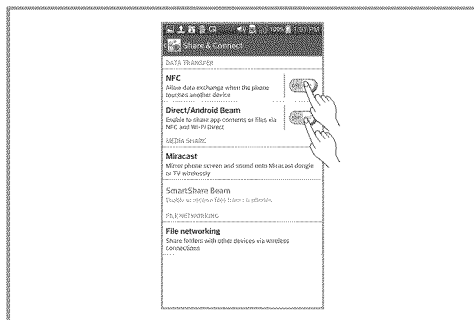 100%
Share & Connect
DATA TRANSFER
NFC
Allow data exchange when the phone
touches another device
Direct/Android Beam
Enable to share app contents or files via
NFC and Wi-Fi Direct
MEDIA SHARE
Miracast
Mirror phone screen and sound onto Miracast dongle
or TV wirelessly
SmartShare Beam
FILE NETWORKING
File networking
Share folders with other devices via wireless
connections